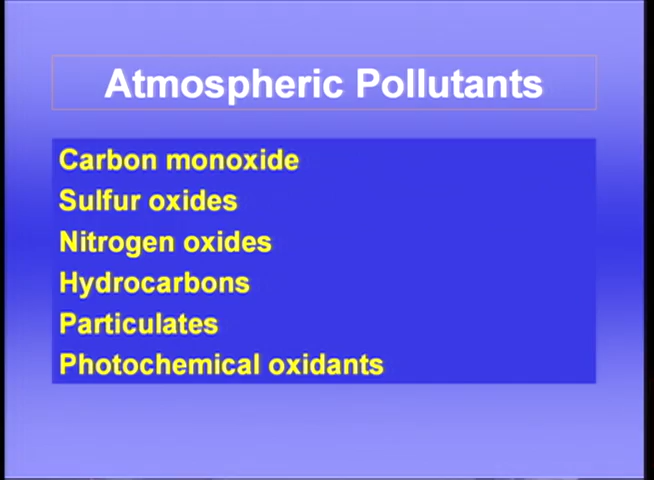 Atmospheric Pollutants
Carbon monoxide
Sulfur oxides
Nitrogen oxides
Hydrocarbons
Particulates
Photochemical oxidants